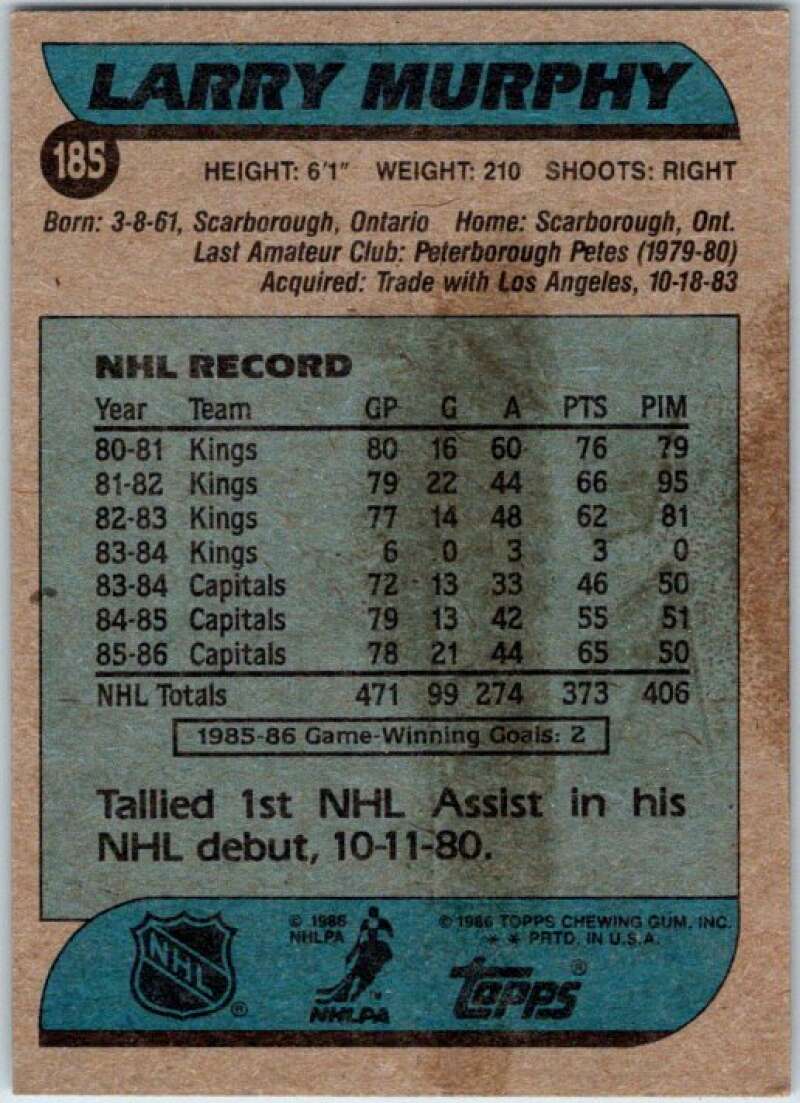 LARRY MURPHY
185
HEIGHT: 6'1" WEIGHT: 210 SHOOTS: RIGHT
Born: 3-8-61, Scarborough, Ontario Home: Scarborough, Ont.
Last Amateur Club: Peterborough Petes (1979-80)
Acquired: Trade with Los Angeles, 10-18-83
NHL RECORD
Year Team GP G A PTS PIM
80-81 Kings 80 16 60 76 79
81-82 Kings 79 22 44 66 95
82-83 Kings 77 14 48 62 81
83-84 Kings 6 0 3 3 0
83-84 Capitals 72 13 33 46 50
84-85 Capitals 79 13 42 55 51
85-86 Capitals 78 21 44 65 50
NHL Totals 471 99 274 373 406
1985-86 Game-Winning Goals: 2
Tallied 1st NHL Assist in his
NHL debut, 10-11-80.
NHL ®
© 1986
NHLPA
™
NHLPA
© 1986 TOPPS CHEWING GUM, INC.
* * PRTD. IN U.S.A.
Topps ®